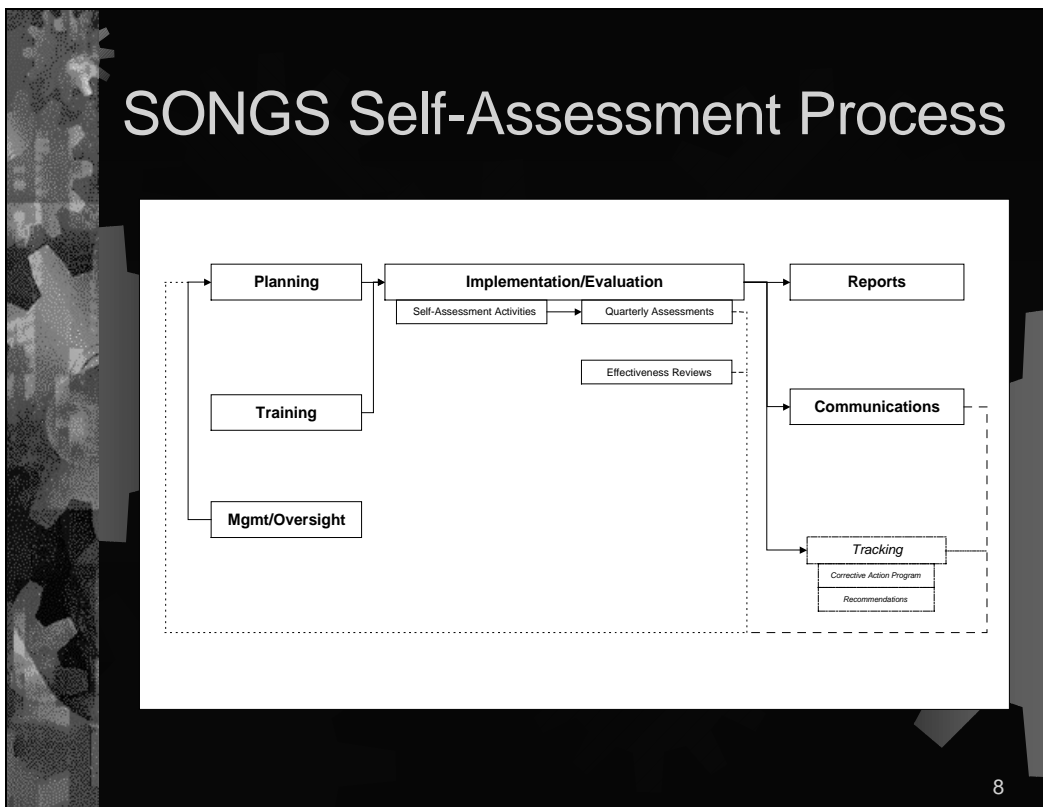 SONGS Self-Assessment Process
Planning
Implementation/Evaluation
Reports
Self-Assessment Activities
Quarterly Assessments
Effectiveness Reviews
Training
Communications
Mgmt/Oversight
Tracking
Corrective Action Program
Recommendations
8